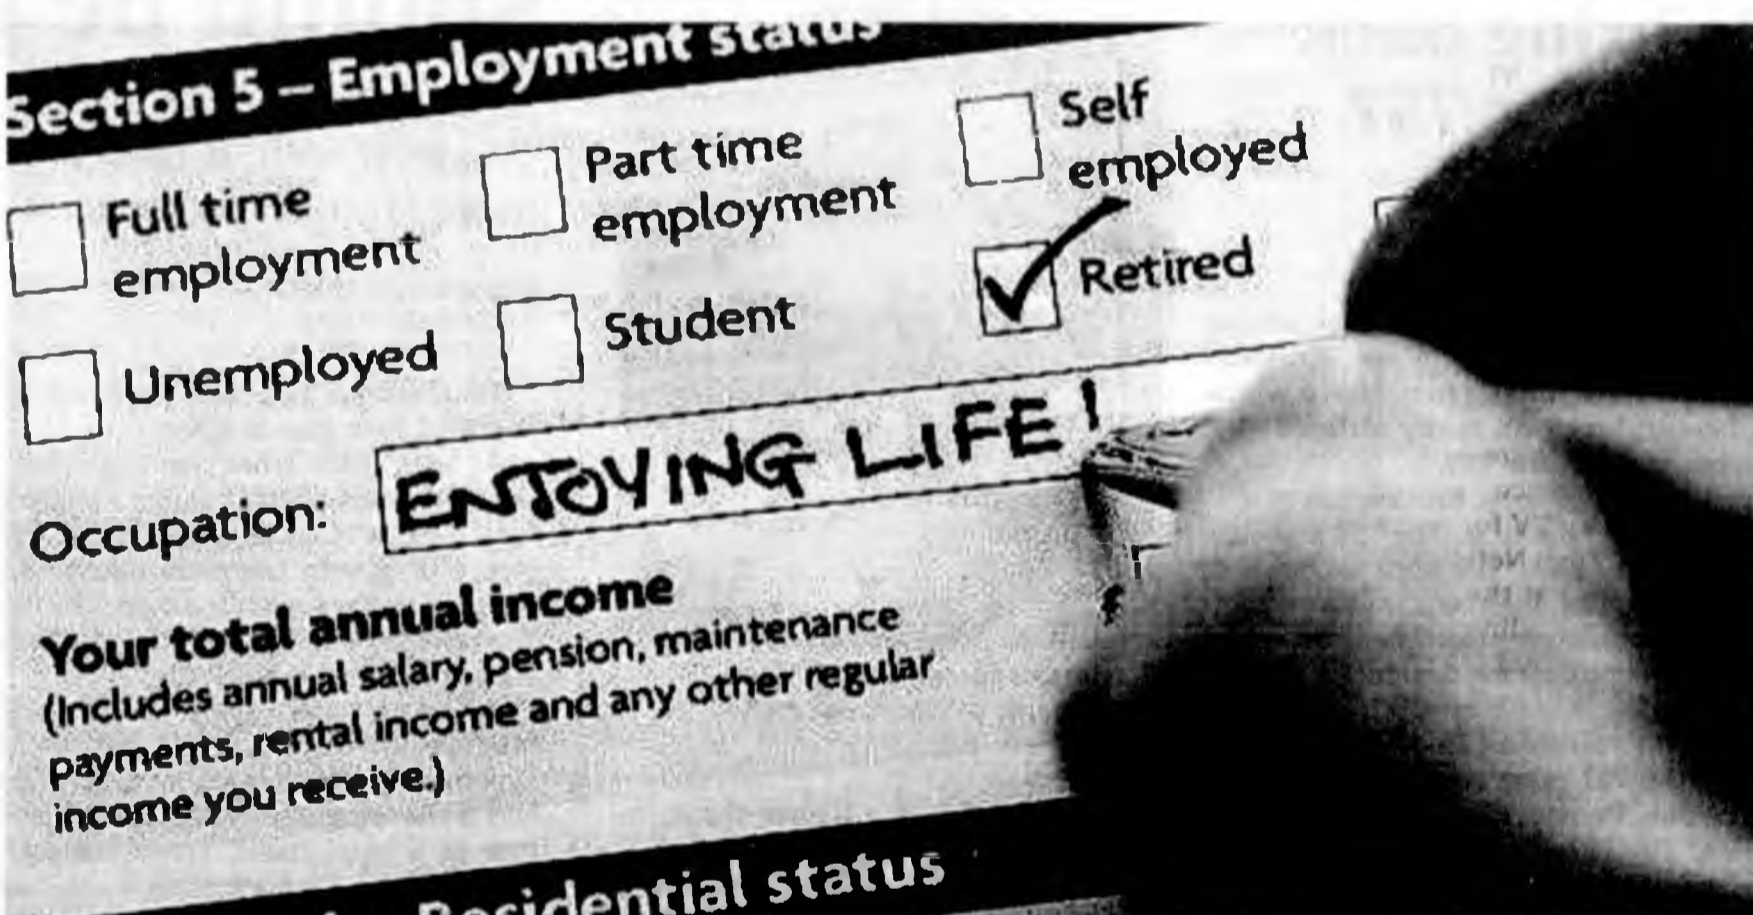 Section 5 – Employment status
Full time
employment
Part time
employment
Self
employed
Unemployed
Student
Retired
Occupation: ENJOYING LIFE!
Your total annual income
(Includes annual salary, pension, maintenance
payments, rental income and any other regular
income you receive.)
£
Residential status